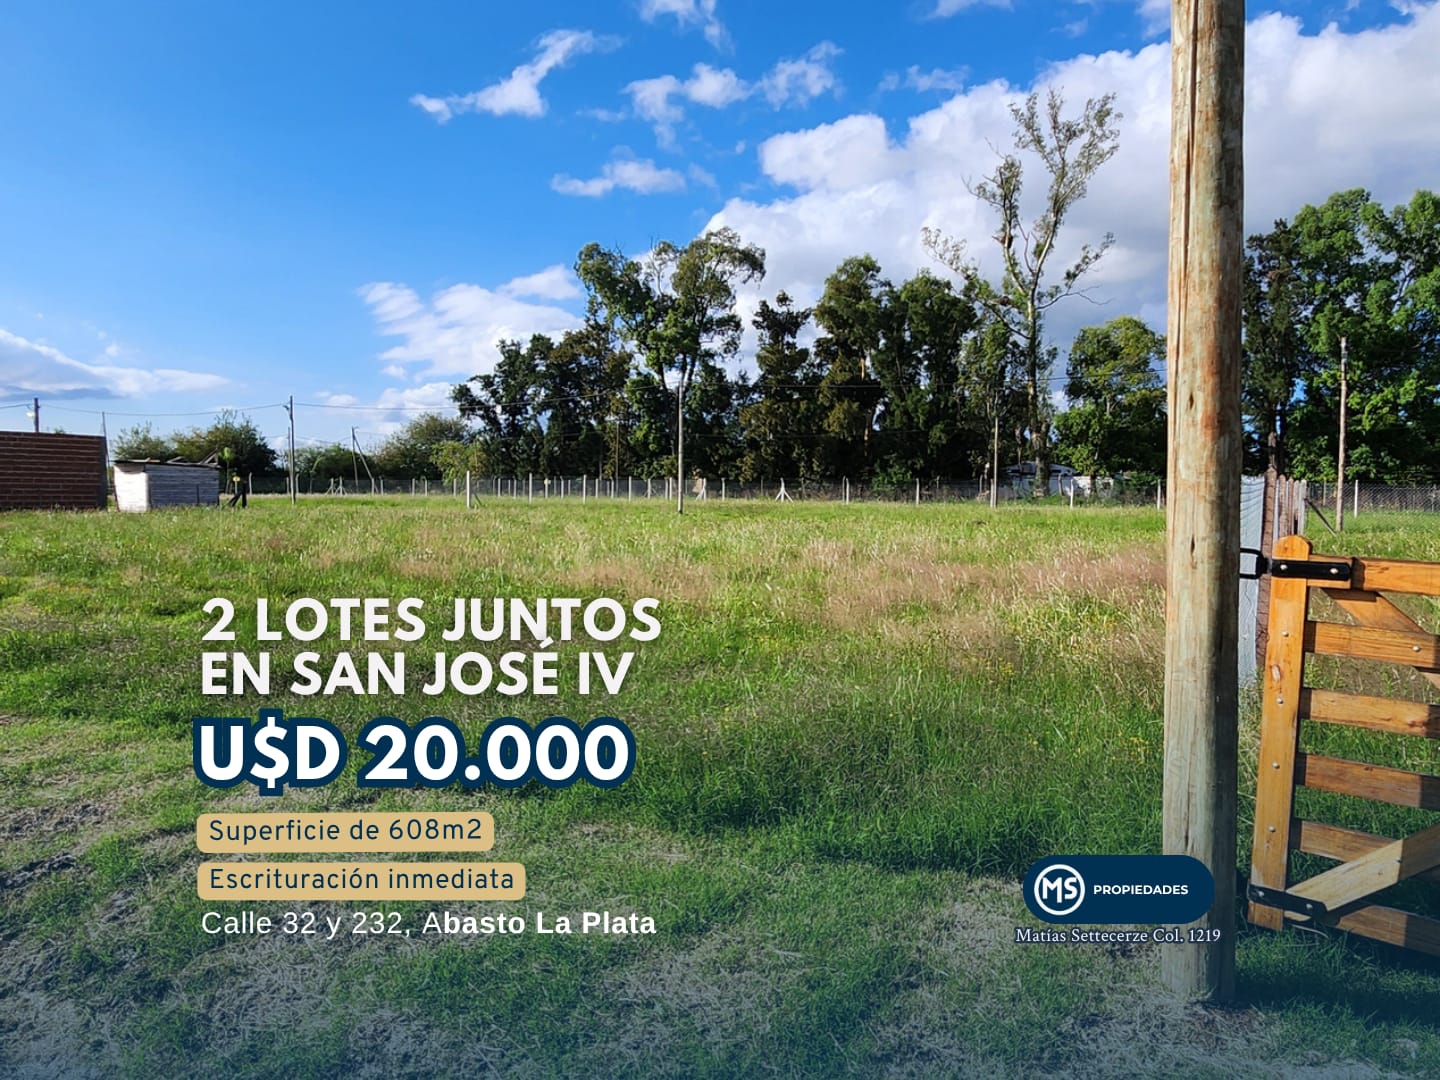 2 LOTES JUNTOS
EN SAN JOSÉ IV
U$D 20.000
Superficie de 608m2
Escrituración inmediata
Calle 32 y 232, Abasto La Plata
MS PROPIEDADES
Matías Settecerze Col. 1219